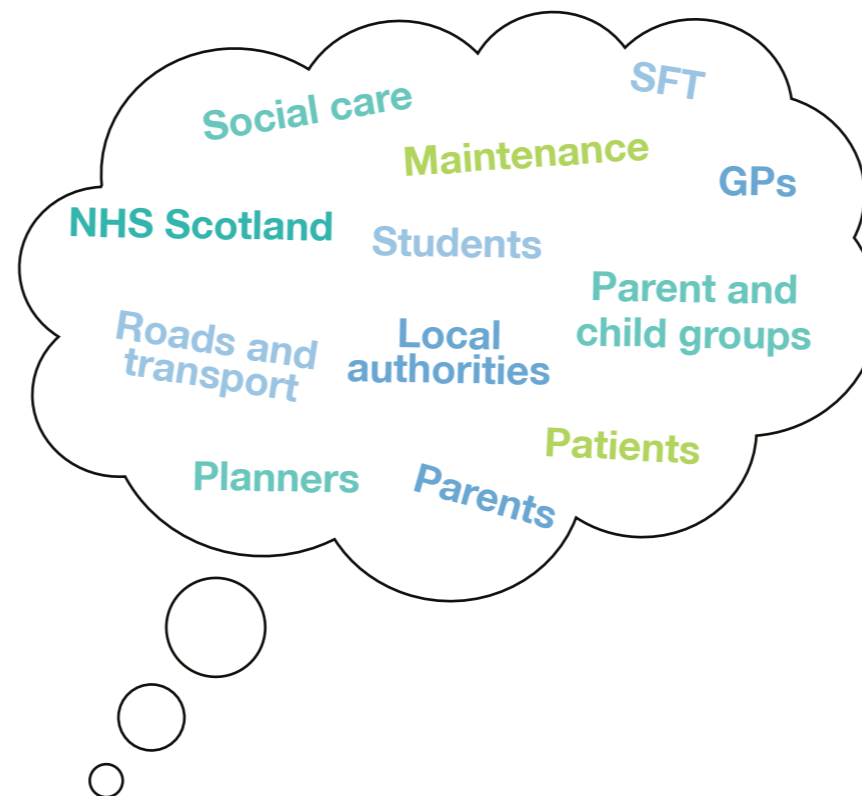 SFT
Social care
Maintenance
GPs
NHS Scotland
Students
Parent and
child groups
Roads and
transport
Local
authorities
Patients
Planners
Parents